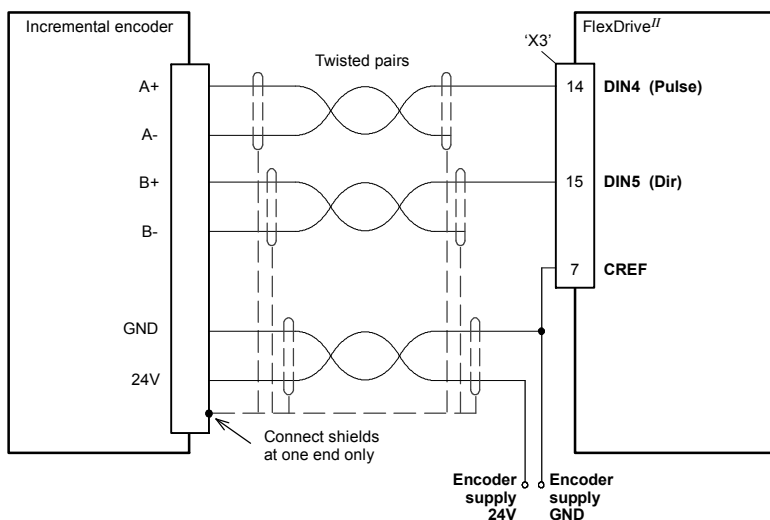 Incremental encoder
FlexDriveII
'X3'
Twisted pairs
A+
14 DIN4 (Pulse)
A-
B+
15 DIN5 (Dir)
B-
7 CREF
GND
24V
Connect shields
at one end only
Encoder
supply
24V
Encoder
supply
GND